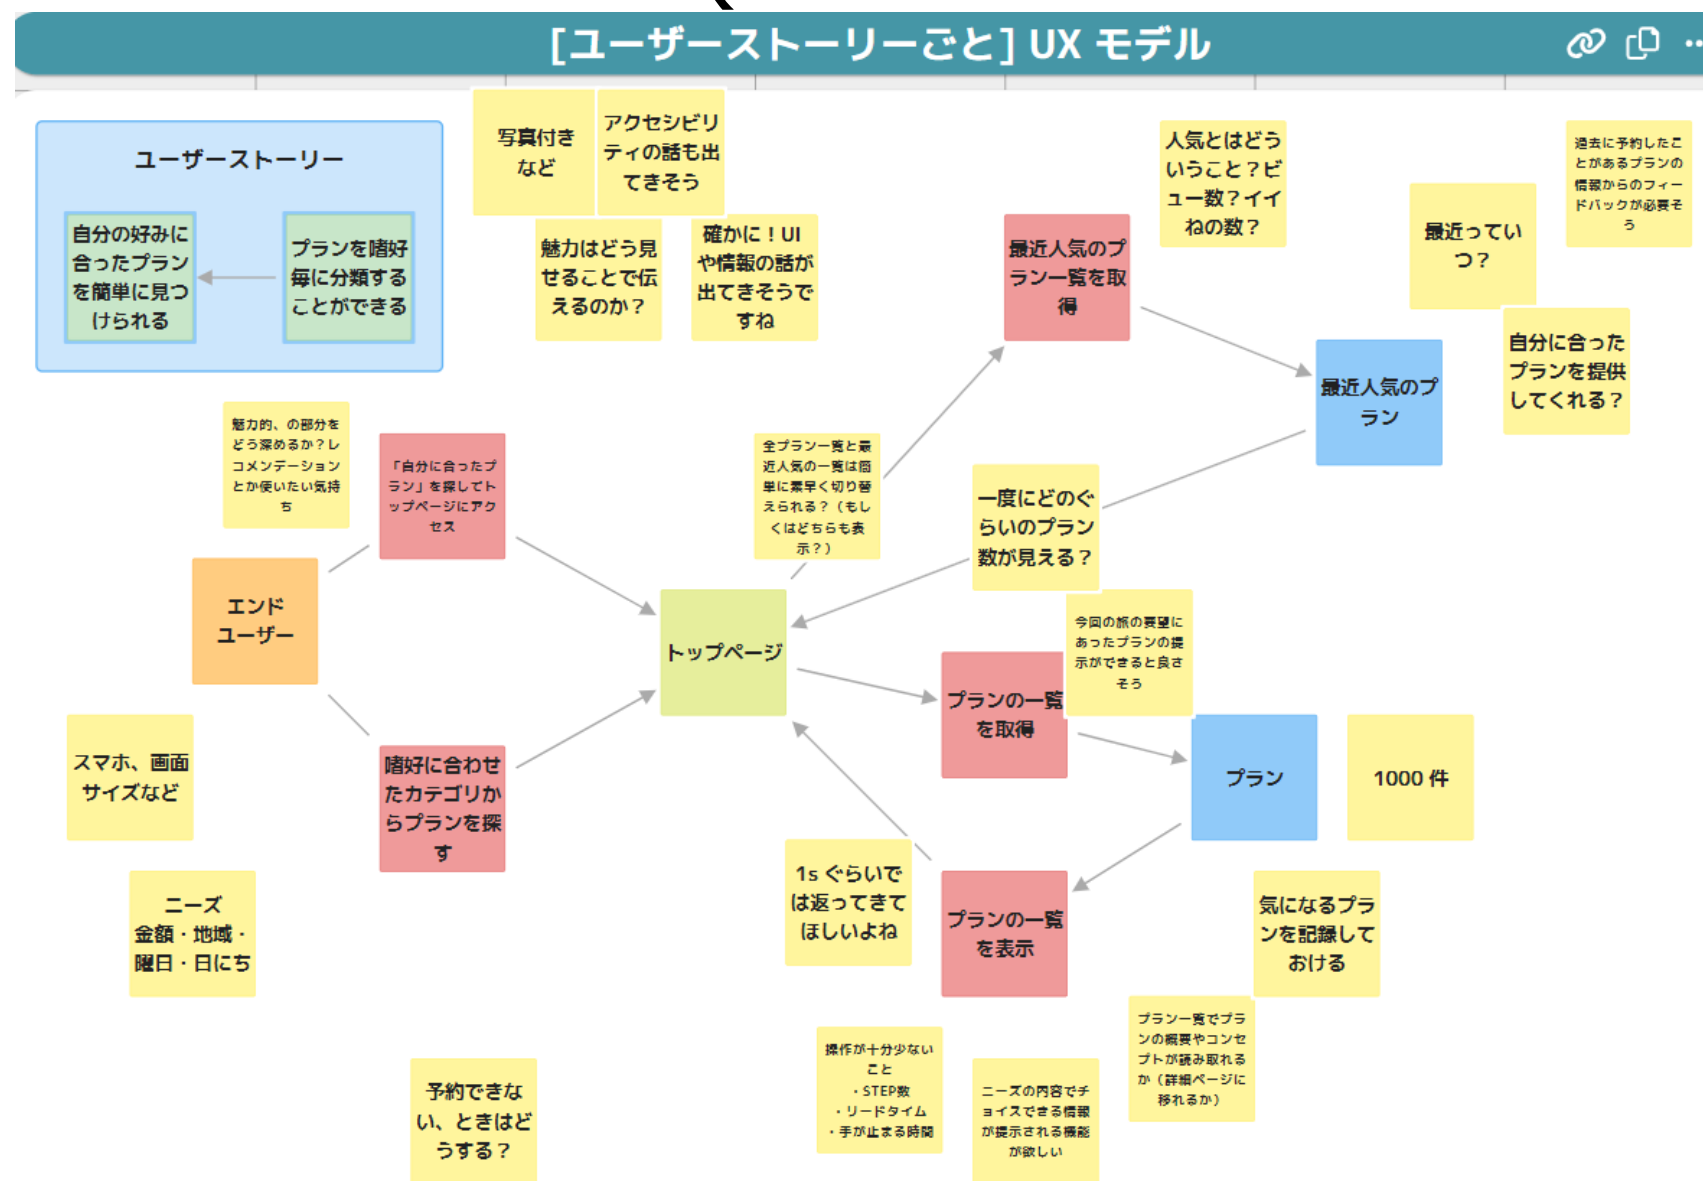 [ユーザーストーリーごと] UX モデル
ユーザーストーリー
自分の好みに
合ったプラン
を簡単に見つ
けられる
プランを嗜好
毎に分類する
ことができる
写真付き
など
アクセシビリ
ティの話も出
てきそう
魅力はどう見
せることで伝
えるのか？
確かに！UI
や情報の話が
出てきそうで
すね
最近人気のプ
ラン一覧を取
得
人気とはどう
いうこと？ビ
ュー数？イイ
ねの数？
最近ってい
つ？
過去に予約したこ
とがあるプランの
情報からのフィー
ドバックが必要そ
う
自分に合った
プランを提供
してくれる？
最近人気のプ
ラン
魅力的、の部分を
どう深めるか？レ
コメンデーション
とか使いたい気持
ち
「自分に合ったプ
ラン」を探してト
ップページにアク
セス
全プラン一覧と最
近人気の一覧は簡
単に素早く切り替
えられる？（もし
くはどちらも表
示？）
一度にどのぐ
らいのプラン
数が見える？
エンド
ユーザー
トップページ
今回の旅の要望に
あったプランの提
示ができると良さ
そう
プランの一覧
を取得
スマホ、画面
サイズなど
嗜好に合わせ
たカテゴリか
らプランを探
す
プラン
1000 件
ニーズ
金額・地域・
曜日・日にち
1s ぐらいで
は返ってきて
ほしいよね
プランの一覧
を表示
気になるプラ
ンを記録して
おける
プラン一覧でプラ
ンの概要やコンセ
プトが読み取れる
か（詳細ページに
移れるか）
予約できな
い、ときはど
うする？
操作が十分少ない
こと
・STEP数
・リードタイム
・手が止まる時間
ニーズの内容でチ
ョイスできる情報
が提示される機能
が欲しい